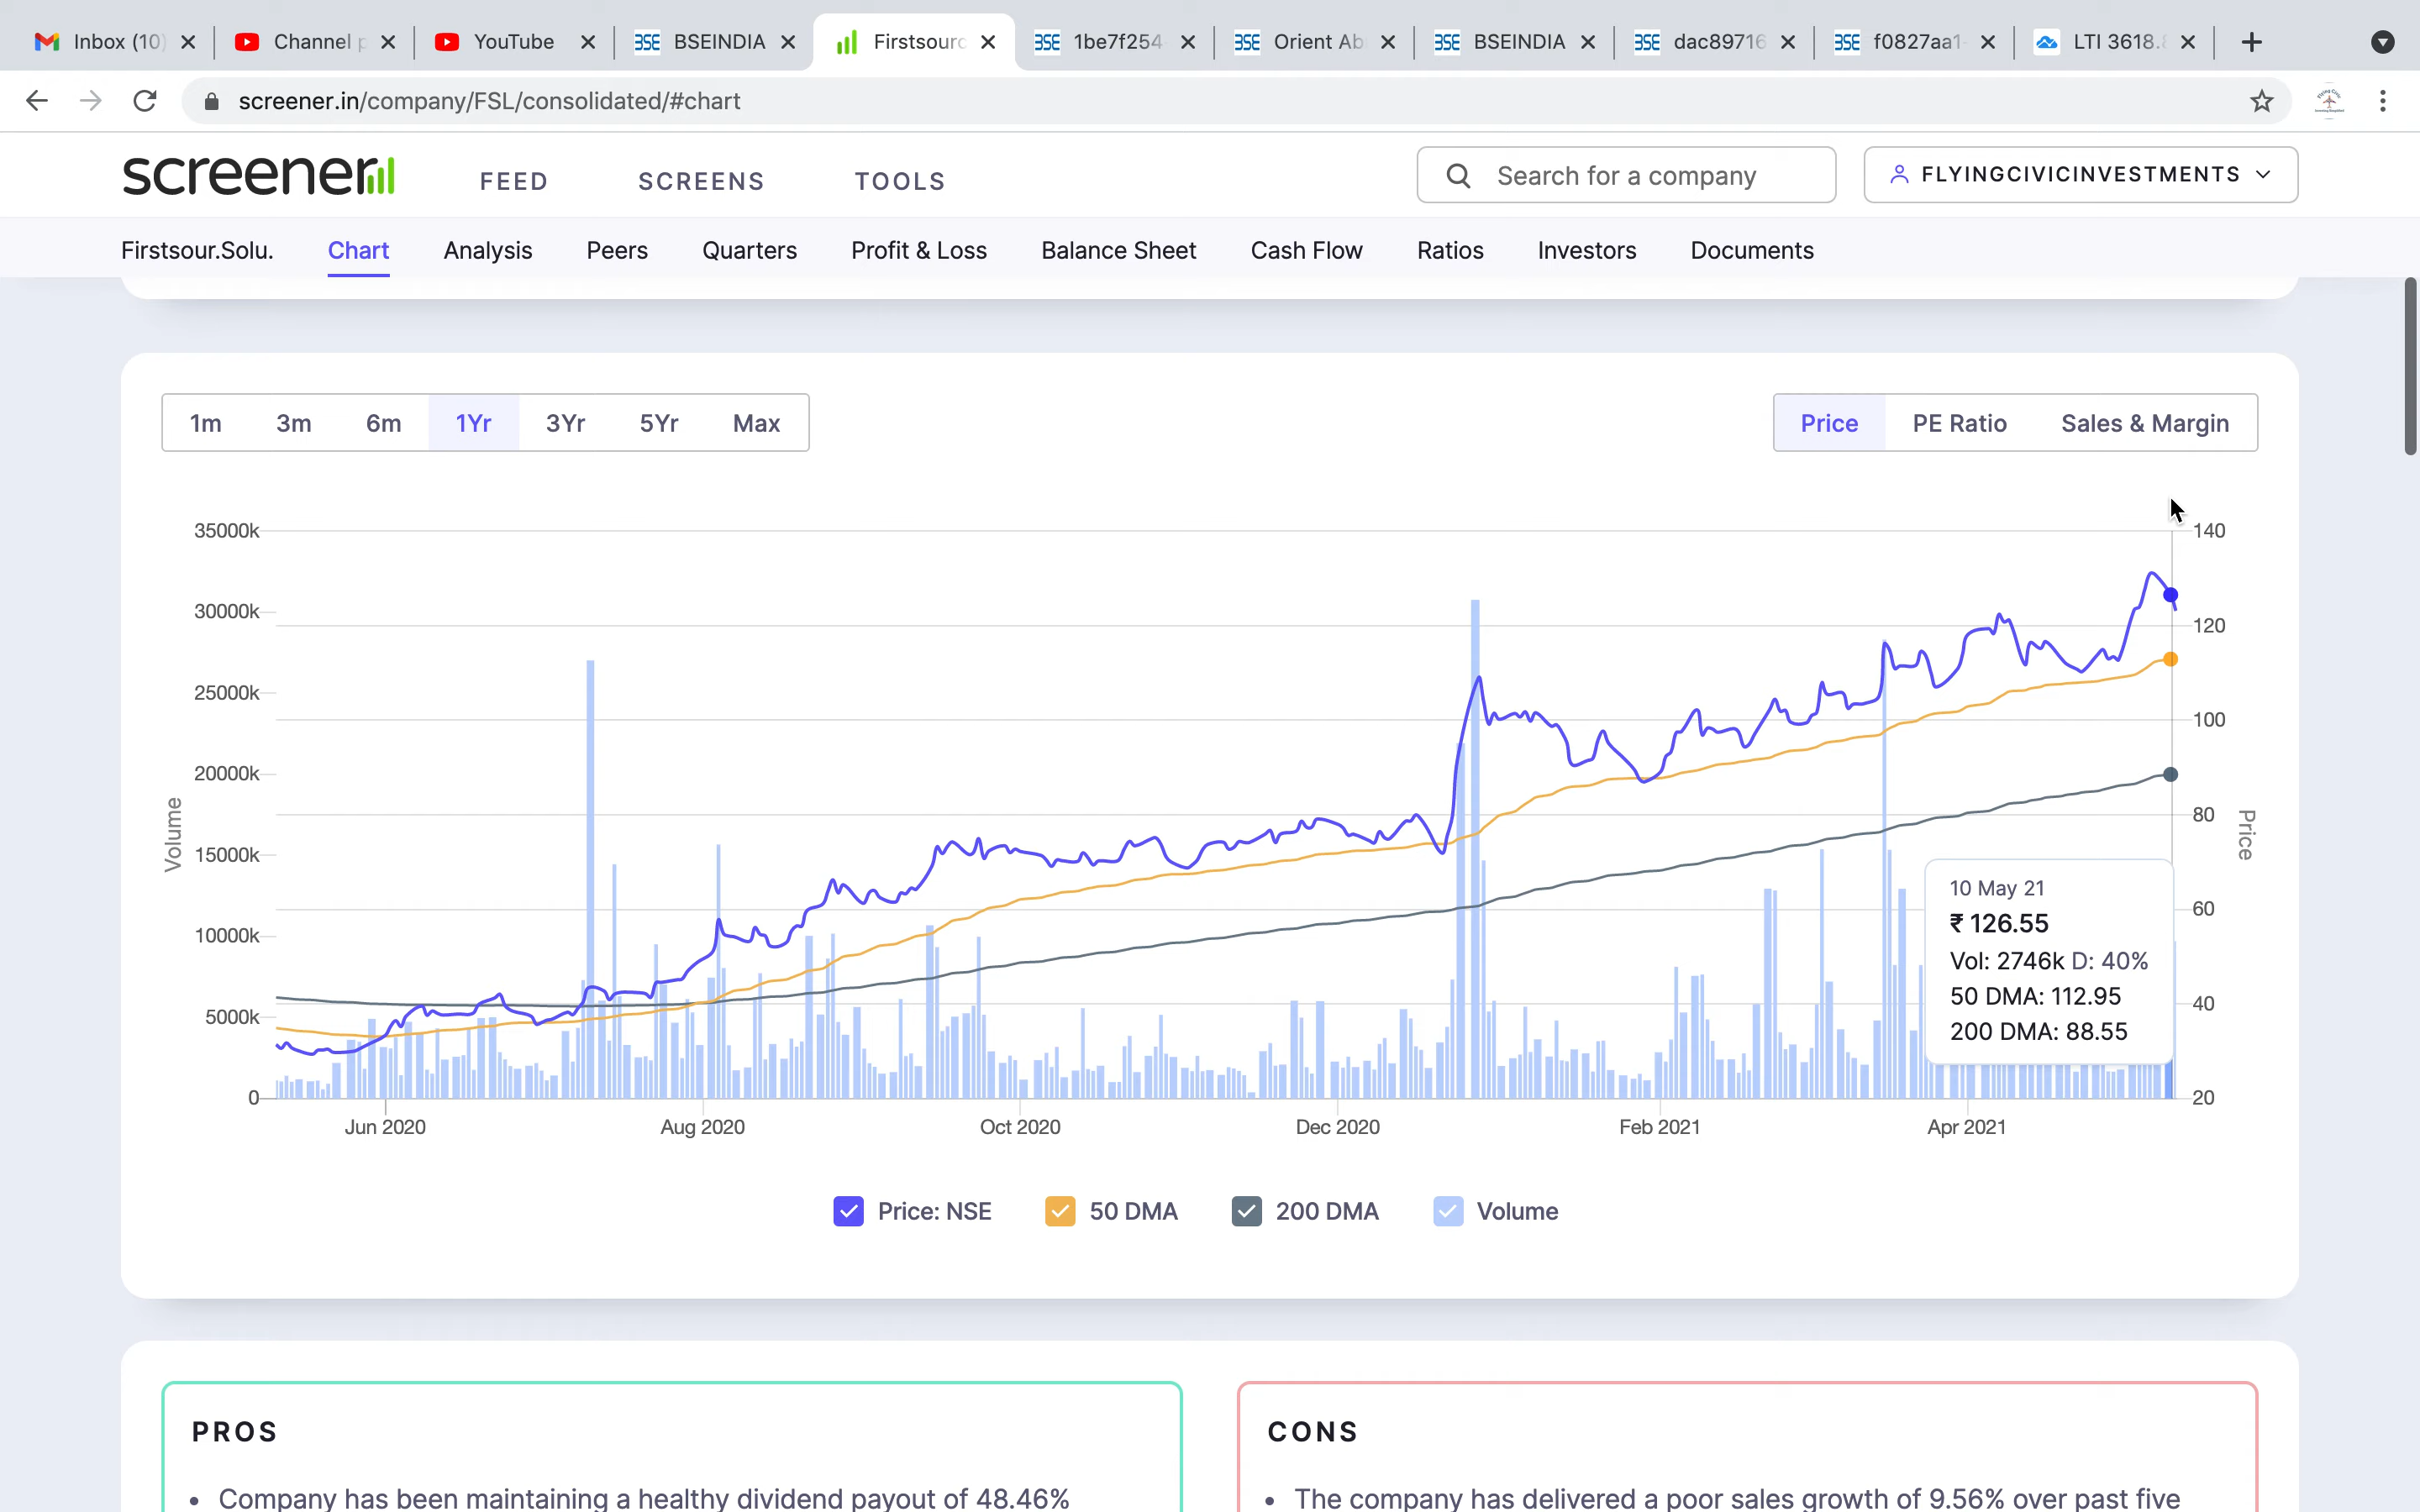 Inbox (10)
Channel p
YouTube
BSEINDIA
Firstsourc
1be7f254-
Orient Ab
BSEINDIA
dac89716
f0827aa1-
LTI 3618.8
screener.in/company/FSL/consolidated/#chart
screener
FEED
SCREENS
TOOLS
Search for a company
FLYINGCIVICINVESTMENTS
Firstsour.Solu.
Chart
Analysis
Peers
Quarters
Profit & Loss
Balance Sheet
Cash Flow
Ratios
Investors
Documents
1m
3m
6m
1Yr
3Yr
5Yr
Max
Price
PE Ratio
Sales & Margin
35000k
30000k
25000k
20000k
15000k
10000k
5000k
0
Volume
140
120
100
80
60
40
20
Price
10 May 21
₹ 126.55
Vol: 2746k D: 40%
50 DMA: 112.95
200 DMA: 88.55
Jun 2020
Aug 2020
Oct 2020
Dec 2020
Feb 2021
Apr 2021
Price: NSE
50 DMA
200 DMA
Volume
PROS
• Company has been maintaining a healthy dividend payout of 48.46%
CONS
• The company has delivered a poor sales growth of 9.56% over past five